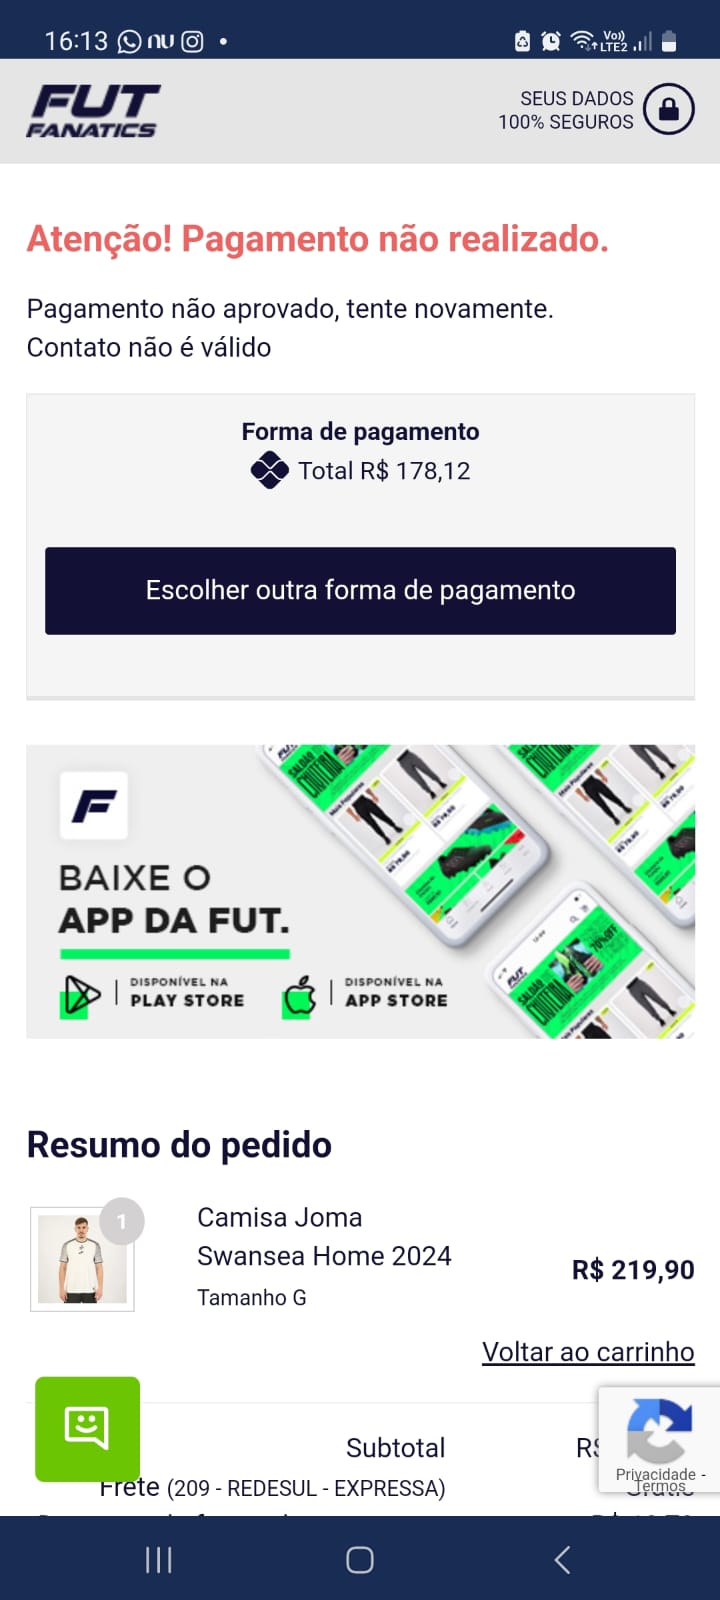 16:13
Vo)) LTE2
FUT FANATICS
SEUS DADOS
100% SEGUROS
Atenção! Pagamento não realizado.
Pagamento não aprovado, tente novamente.
Contato não é válido
Forma de pagamento
Total R$ 178,12
Escolher outra forma de pagamento
BAIXE O
APP DA FUT.
DISPONÍVEL NA
PLAY STORE
DISPONÍVEL NA
APP STORE
Resumo do pedido
1
Camisa Joma
Swansea Home 2024
R$ 219,90
Tamanho G
Voltar ao carrinho
Subtotal
Frete (209 - REDESUL - EXPRESSA)
Grátis
Privacidade - Termos